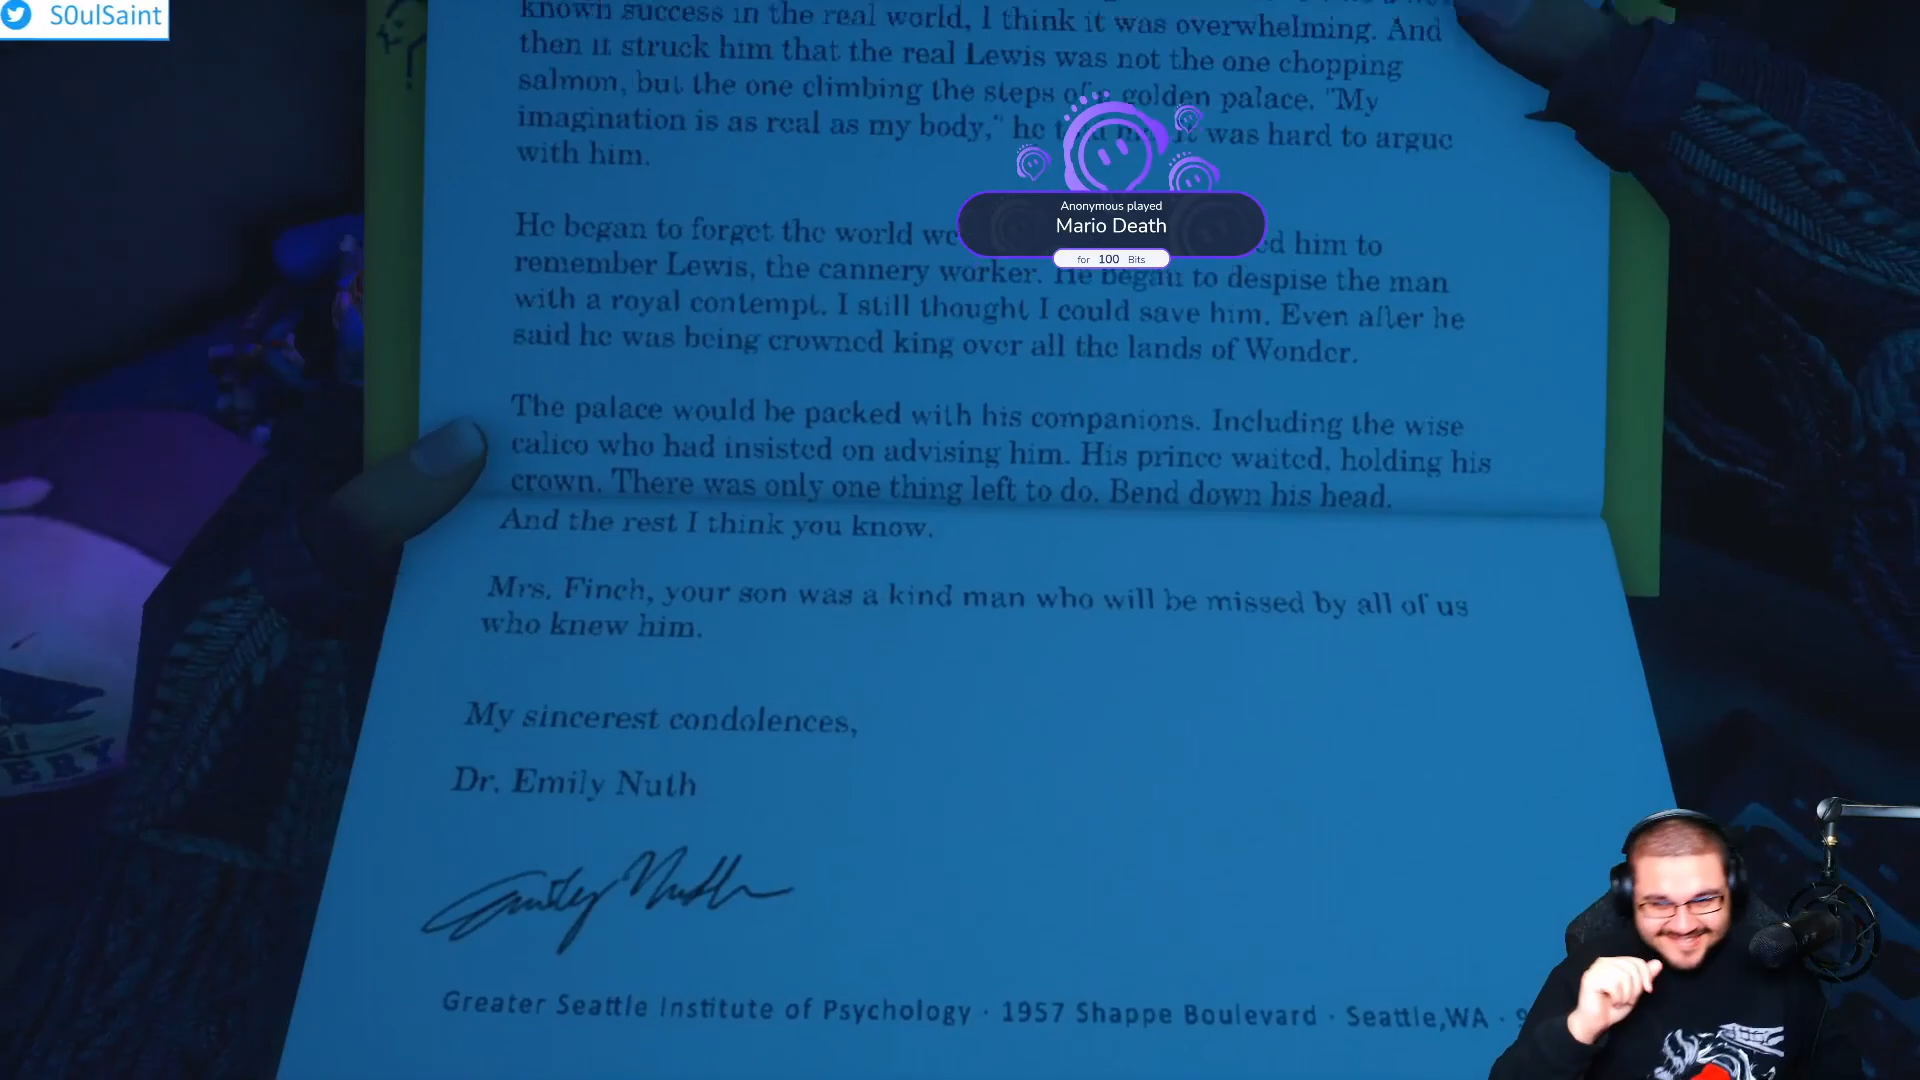 S0ulSaint
known success in the real world, I think it was overwhelming. And
then it struck him that the real Lewis was not the one chopping
salmon, but the one climbing the steps of golden palace. "My
imagination is as real as my body," he was hard to argue
with him.
He began to forget the world him to
remember Lewis, the cannery worker. He began to despise the man
with a royal contempt. I still thought I could save him. Even after he
said he was being crowned king over all the lands of Wonder.
The palace would be packed with his companions. Including the wise
calico who had insisted on advising him. His prince waited, holding his
crown. There was only one thing left to do. Bend down his head.
And the rest I think you know.
Mrs. Finch, your son was a kind man who will be missed by all of us
who knew him.
My sincerest condolences,
Dr. Emily Nuth
Emily Nuth
Greater Seattle Institute of Psychology · 1957 Shappe Boulevard · Seattle, WA ·
Anonymous played
Mario Death
for 100 Bits